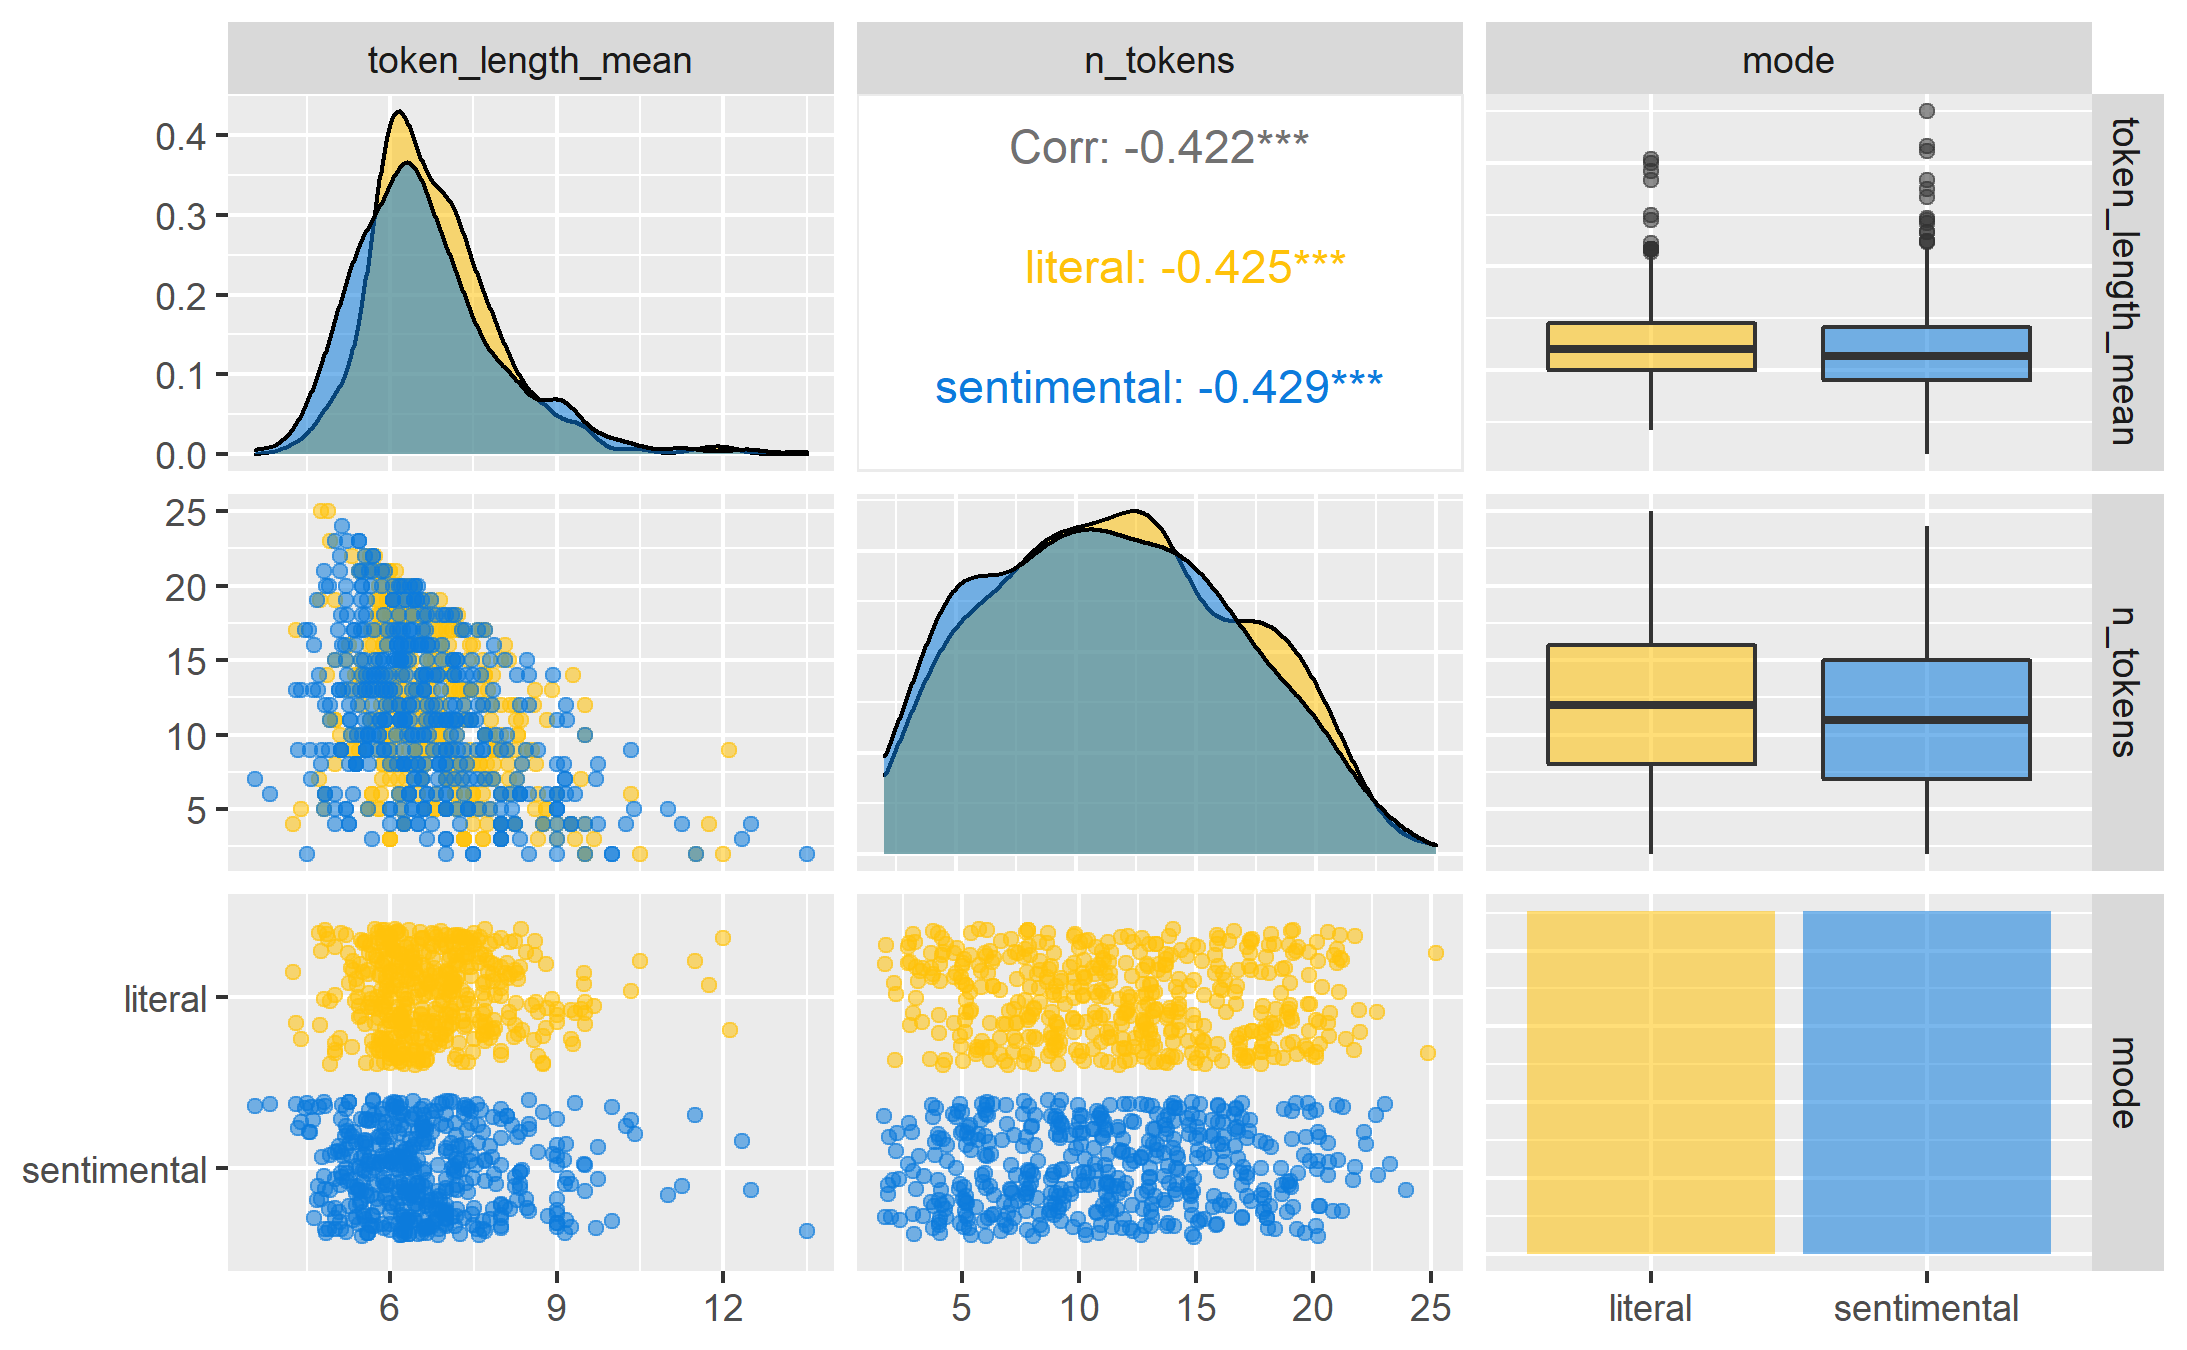 token_length_mean n_tokens mode
0.4
0.3
0.2
0.1
0.0
Corr: -0.422***
literal: -0.425***
sentimental: -0.429***
token_length_mean
25
20
15
10
5
n_tokens
literal
sentimental
mode
6 9 12 5 10 15 20 25 literal sentimental